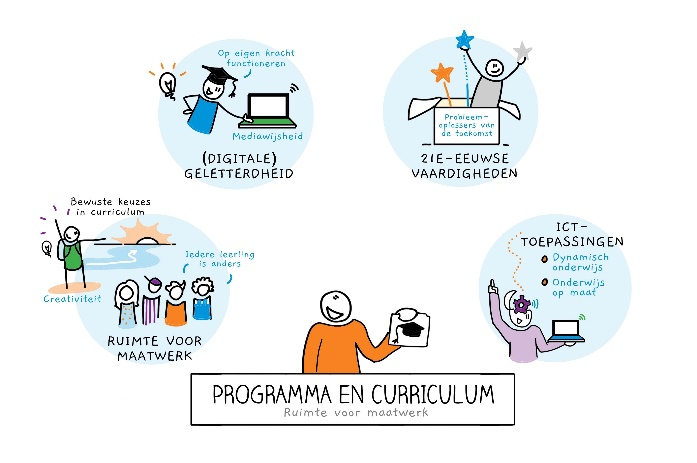 Op eigen kracht
functioneren
Mediawijsheid
(DIGITALE)
GELETTERDHEID
Probleem-
oplossers van
de toekomst
21E-EEUWSE
VAARDIGHEDEN
Bewuste keuzes
in curriculum
Creativiteit
Iedere leerling
is anders
RUIMTE VOOR
MAATWERK
ICT-
TOEPASSINGEN
Dynamisch
onderwijs
Onderwijs
op maat
PROGRAMMA EN CURRICULUM
Ruimte voor maatwerk